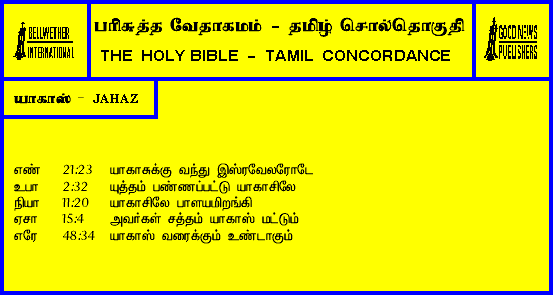 BELLWETHER
INTERNATIONAL
பரிசுத்த வேதாகமம் - தமிழ் சொல்தொகுதி
THE HOLY BIBLE - TAMIL CONCORDANCE
GOOD NEWS
PUBLISHERS
யாகாஸ் - JAHAZ
எண் 21:23 யாகாசுக்கு வந்து இஸ்ரவேலரோடே
உபா 2:32 யுத்தம் பண்ணப்பட்டு யாகாசிலே
நியா 11:20 யாகாசிலே பாளயமிறங்கி
ஏசா 15:4 அவர்கள் சத்தம் யாகாஸ் மட்டும்
எரே 48:34 யாகாஸ் வரைக்கும் உண்டாகும்